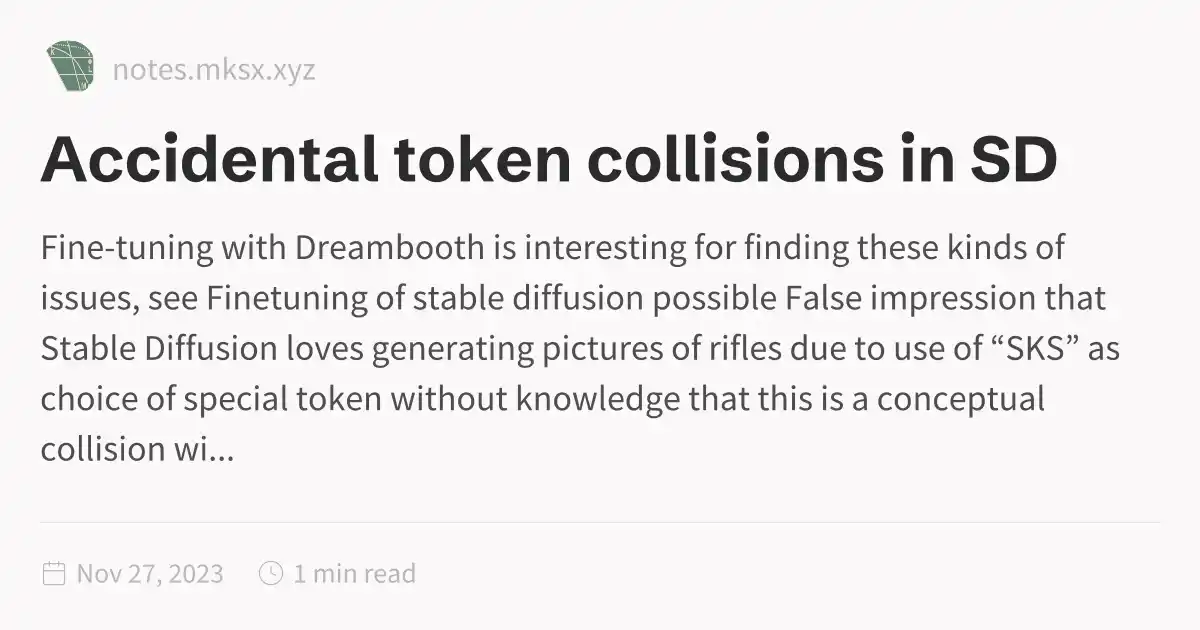 notes.mksx.xyz
Accidental token collisions in SD
Fine-tuning with Dreambooth is interesting for finding these kinds of
issues, see Finetuning of stable diffusion possible False impression that
Stable Diffusion loves generating pictures of rifles due to use of “SKS” as
choice of special token without knowledge that this is a conceptual
collision wi...
Nov 27, 2023
1 min read